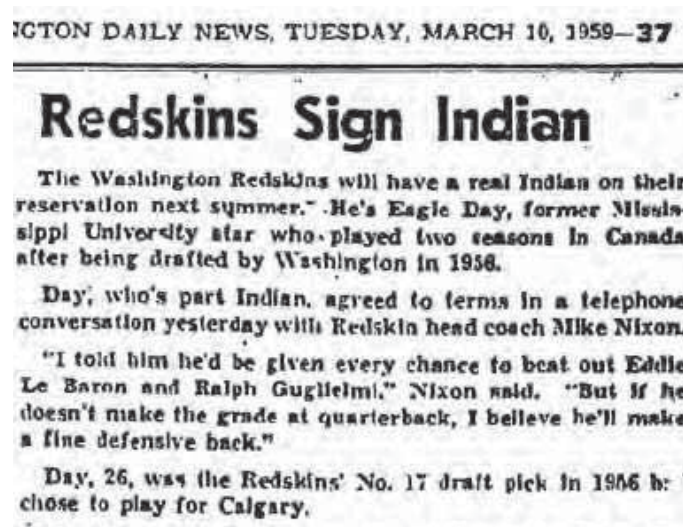 NGTON DAILY NEWS, TUESDAY, MARCH 10, 1959—37
Redskins Sign Indian
The Washington Redskins will have a real Indian on their
reservation next summer. He's Eagle Day, former Missis-
sippi University star who played two seasons in Canada
after being drafted by Washington in 1956.
Day, who's part Indian, agreed to terms in a telephone
conversation yesterday with Redskin head coach Mike Nixon.
"I told him he'd be given every chance to beat out Eddie
Le Baron and Ralph Guglielmi," Nixon said. "But if he
doesn't make the grade at quarterback, I believe he'll make
a fine defensive back."
Day, 26, was the Redskins' No. 17 draft pick in 1956
chose to play for Calgary.